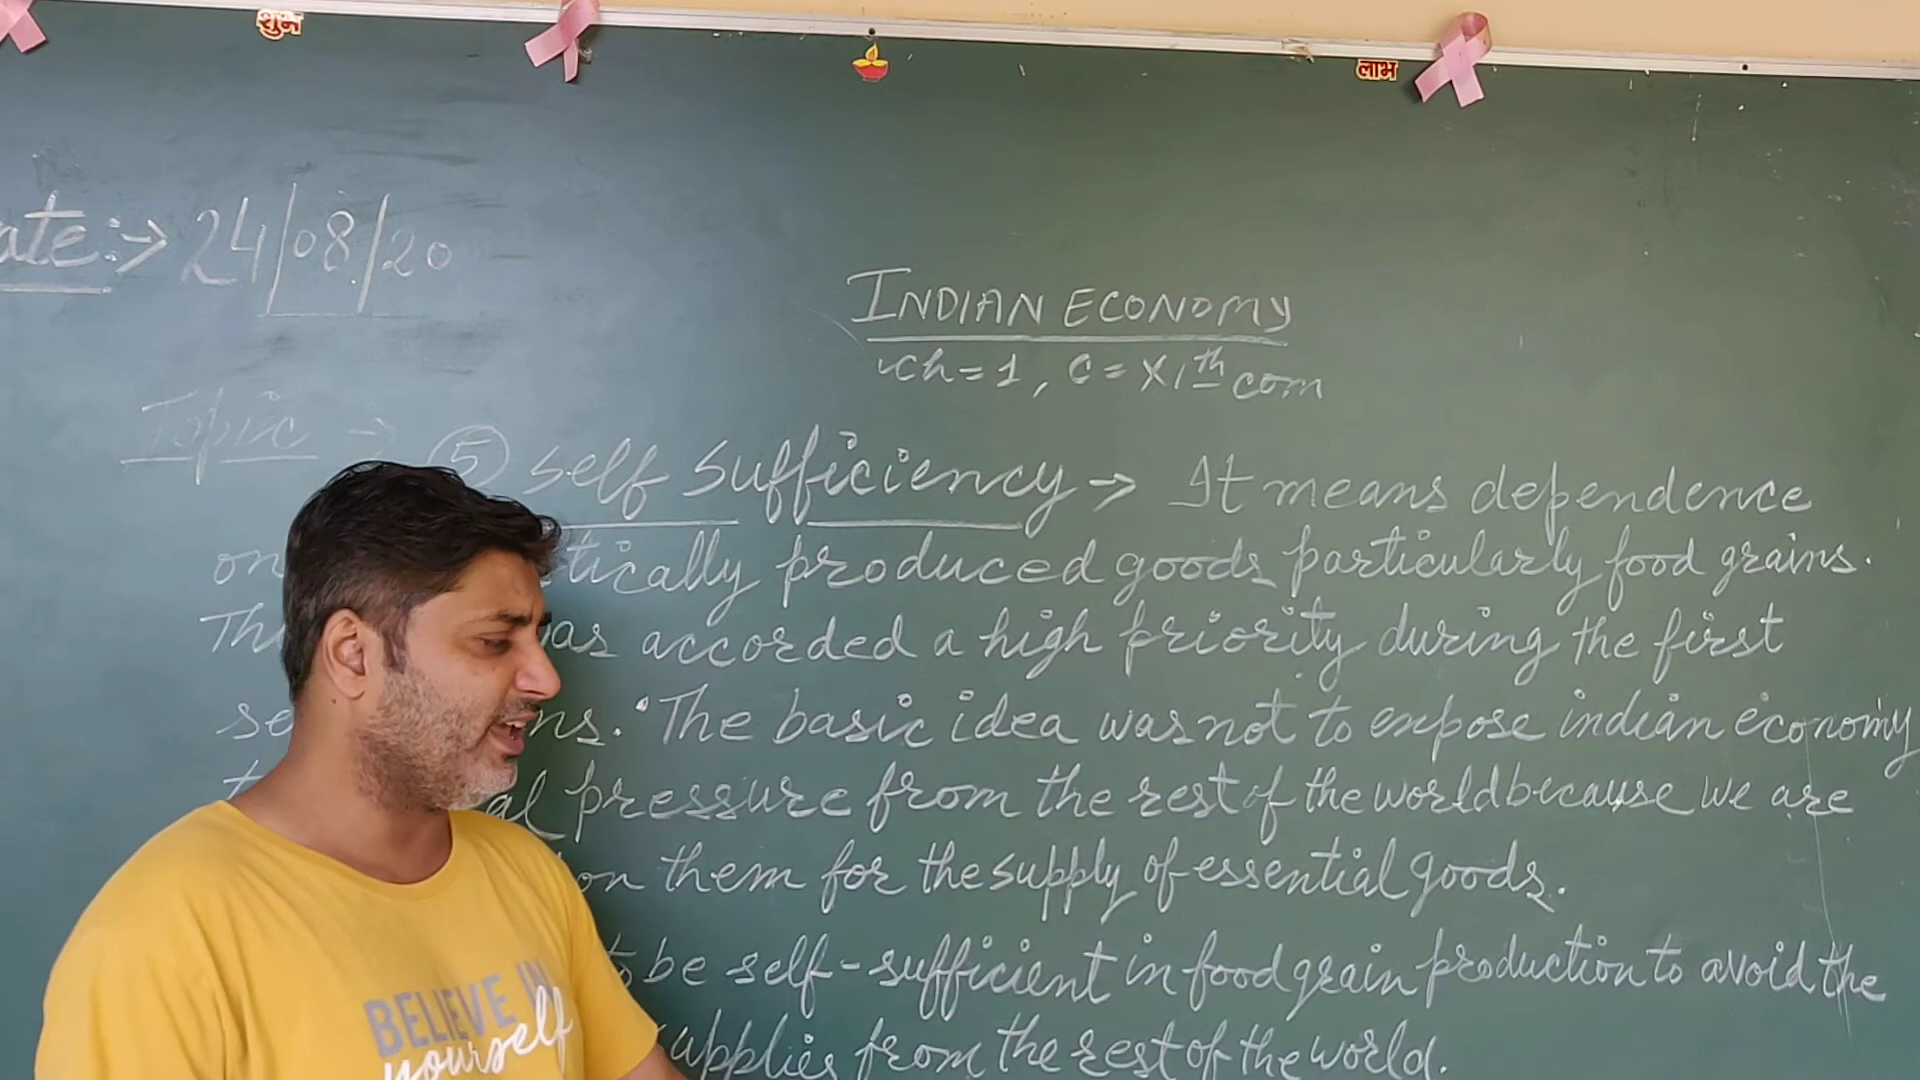 शुभ
लाभ
ate:-> 24/08/20
INDIAN ECONOMY
Ch=1, C= XIth com
Topic → ⑤ self sufficiency → It means dependence
on tically produced goods particularly food grains.
Th as accorded a high priority during the first
se ns. The basic idea was not to expose indian economy
t al pressure from the rest of the world because we are
on them for the supply of essential goods.
to be self-sufficient in food grain production to avoid the
upplies from the rest of the world.
BELIEVE IN
yourself